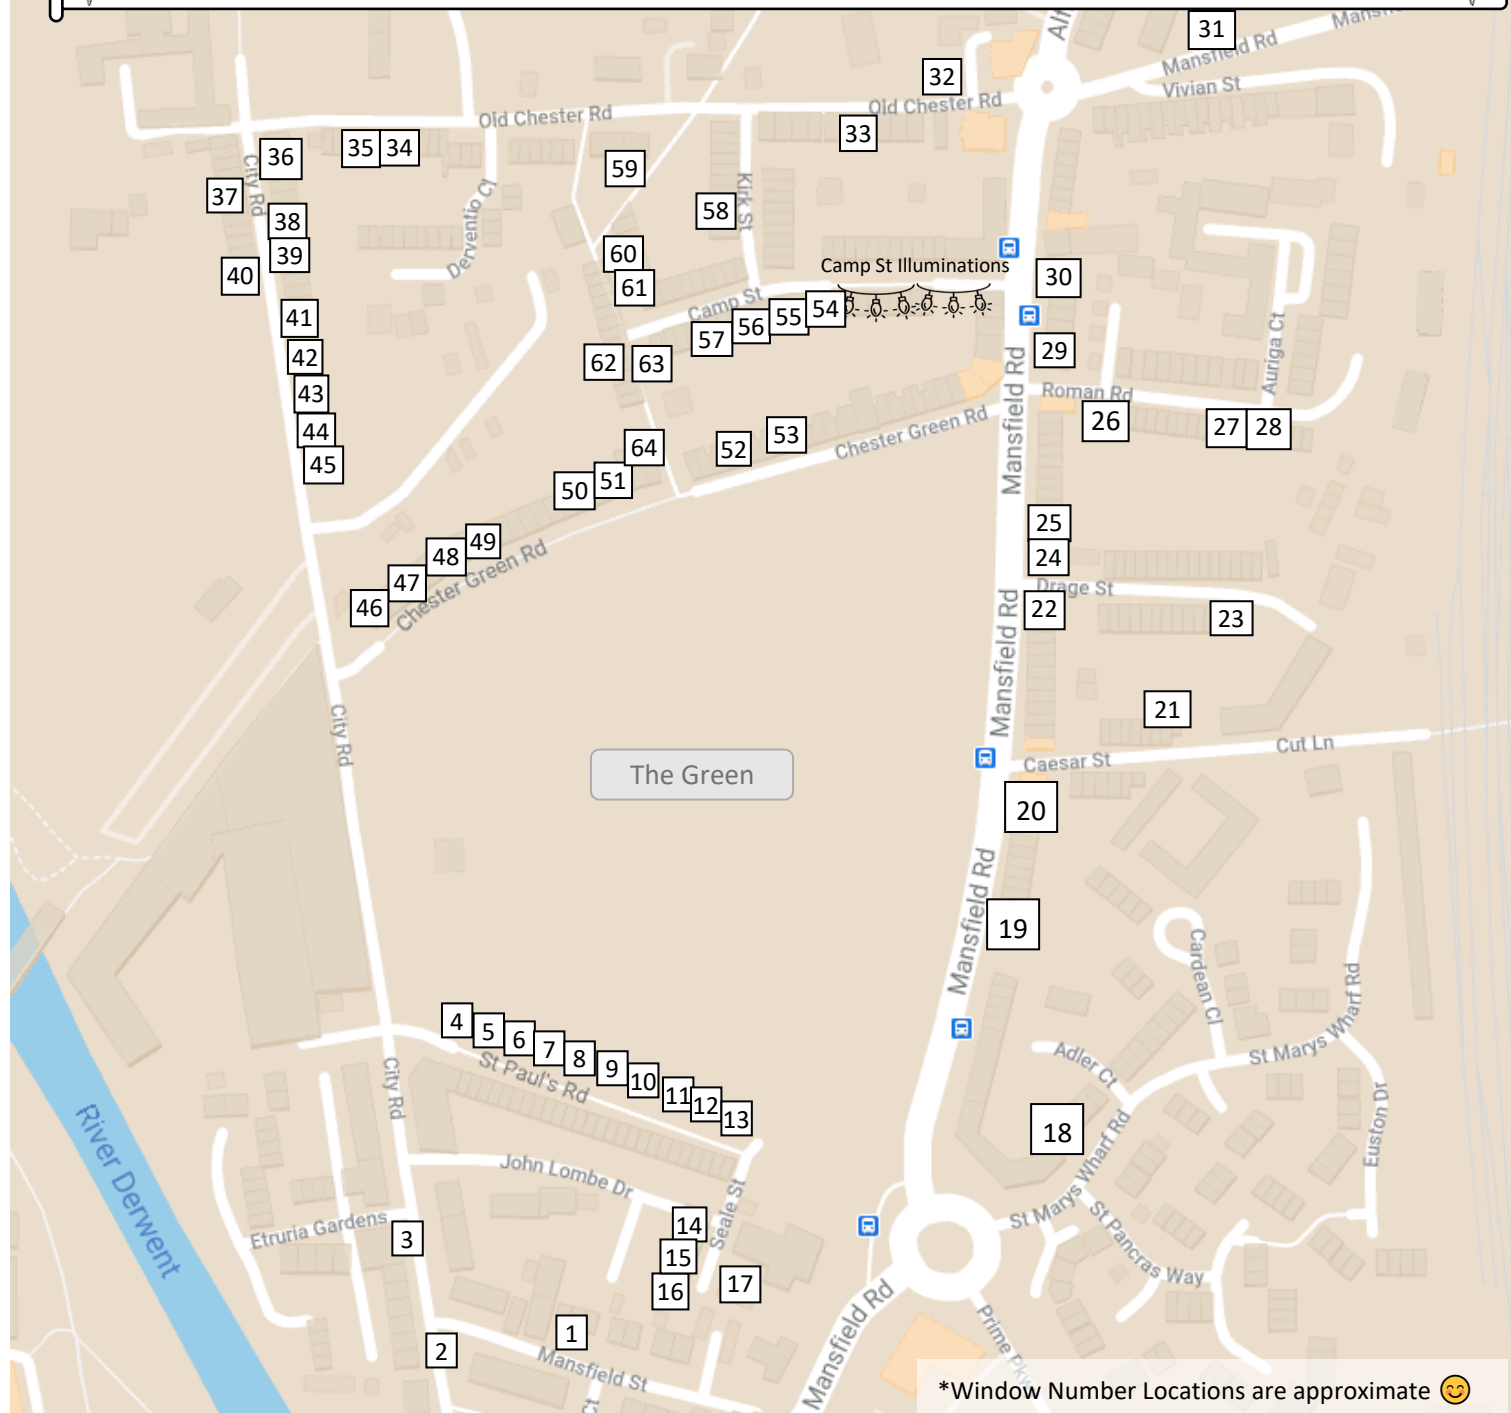 Alf
31
Mansf
Mansfield Rd
32
Vivian St
Old Chester Rd
Old Chester Rd
33
35
34
36
City Rd
59
37
Kirk St
Derventio Cl
58
38
39
60
Camp St Illuminations
40
30
61
Camp St
54
41
55
56
57
Auriga Ct
42
62
63
29
Mansfield Rd
43
Roman Rd
26
44
53
Chester Green Rd
27
28
45
64
52
51
50
25
49
48
24
47
Chester Green Rd
Drage St
46
22
23
Mansfield Rd
21
City Rd
Cut Ln
Caesar St
The Green
20
Mansfield Rd
19
Cardean Cl
St Marys Wharf Rd
4
5
6
7
8
9
10
11
12
13
St Paul's Rd
City Rd
Adler Ct
18
St Marys Wharf Rd
Euston Dr
River Derwent
John Lombe Dr
Seale St
14
Etruria Gardens
3
15
16
17
St Pancras Way
1
2
Mansfield St
Mansfield Rd
Prime Pkw
Ct
*Window Number Locations are approximate 😊